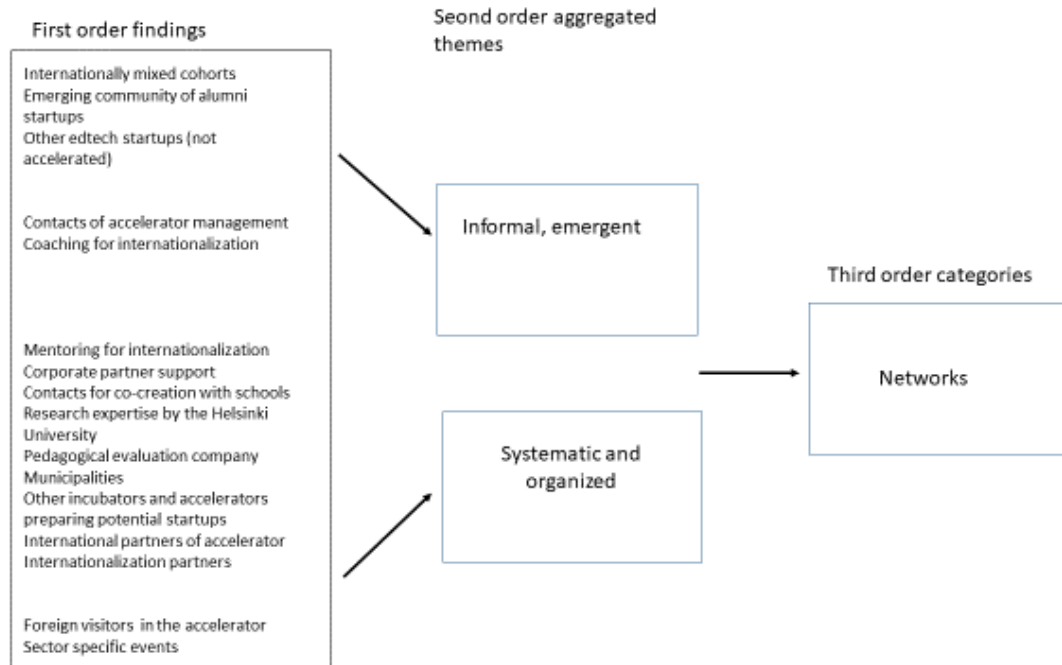 First order findings
Internationally mixed cohorts
Emerging community of alumni
startups
Other edtech startups (not
accelerated)
Contacts of accelerator management
Coaching for internationalization
Mentoring for internationalization
Corporate partner support
Contacts for co-creation with schools
Research expertise by the Helsinki
University
Pedagogical evaluation company
Municipalities
Other incubators and accelerators
preparing potential startups
International partners of accelerator
Internationalization partners
Foreign visitors in the accelerator
Sector specific events
Seond order aggregated
themes
Informal, emergent
Systematic and
organized
Third order categories
Networks